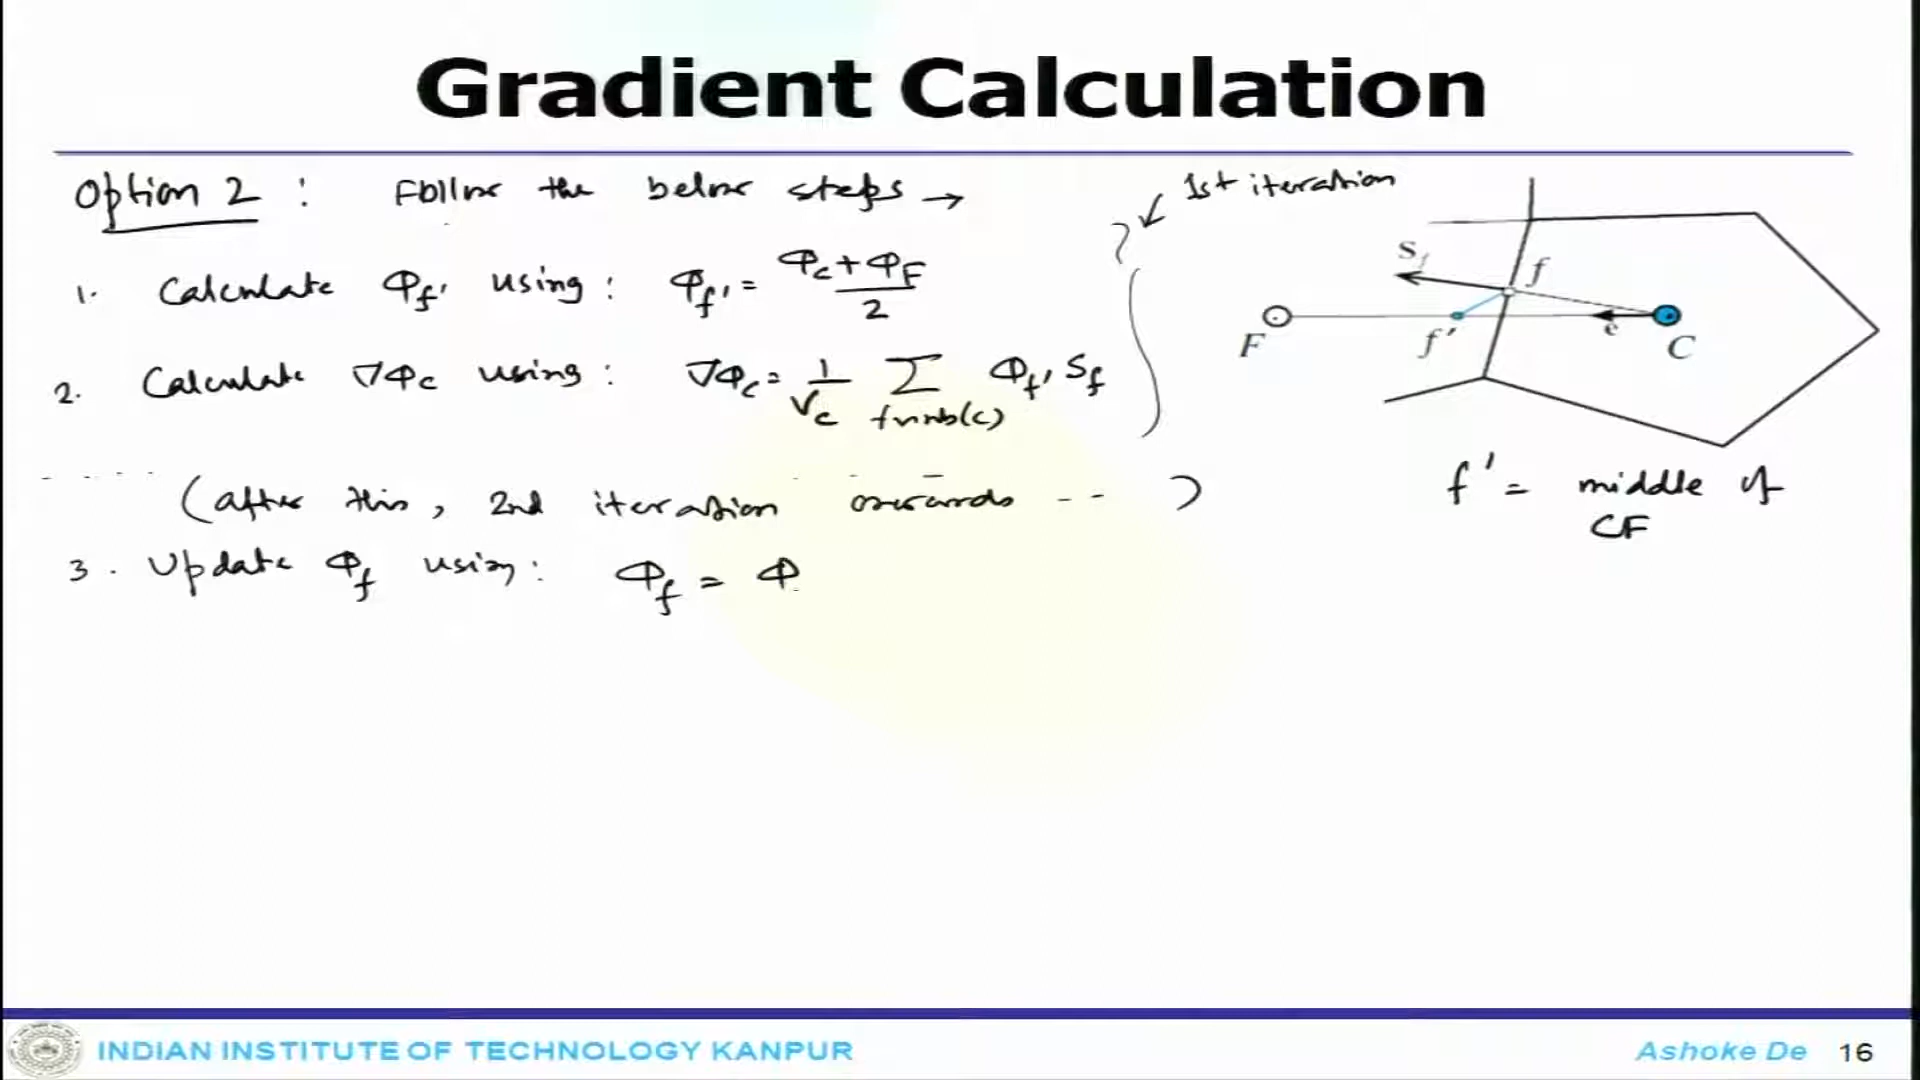 Gradient Calculation
Option 2 : Follow the below steps →
1st iteration
1. Calculate Φf' using : Φf' = (Φc + ΦF)/2
2. Calculate ∇Φc using : ∇Φc = 1/Vc Σ Φf' Sf
f~nb(c)
(after this, 2nd iteration onwards -- )
3. Update Φf using : Φf = Φ
Sf
f
F
f'
e
C
f' = middle of
CF
INDIAN INSTITUTE OF TECHNOLOGY KANPUR
Ashoke De 16